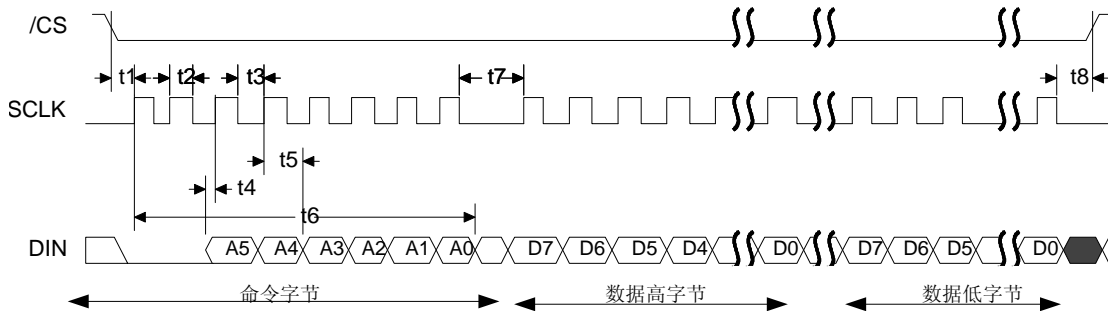 /CS
t1 t2 t3 t7 t8
SCLK
t5
t4
t6
DIN A5 A4 A3 A2 A1 A0 D7 D6 D5 D4 D0 D7 D6 D5 D0
命令字节 数据高字节 数据低字节